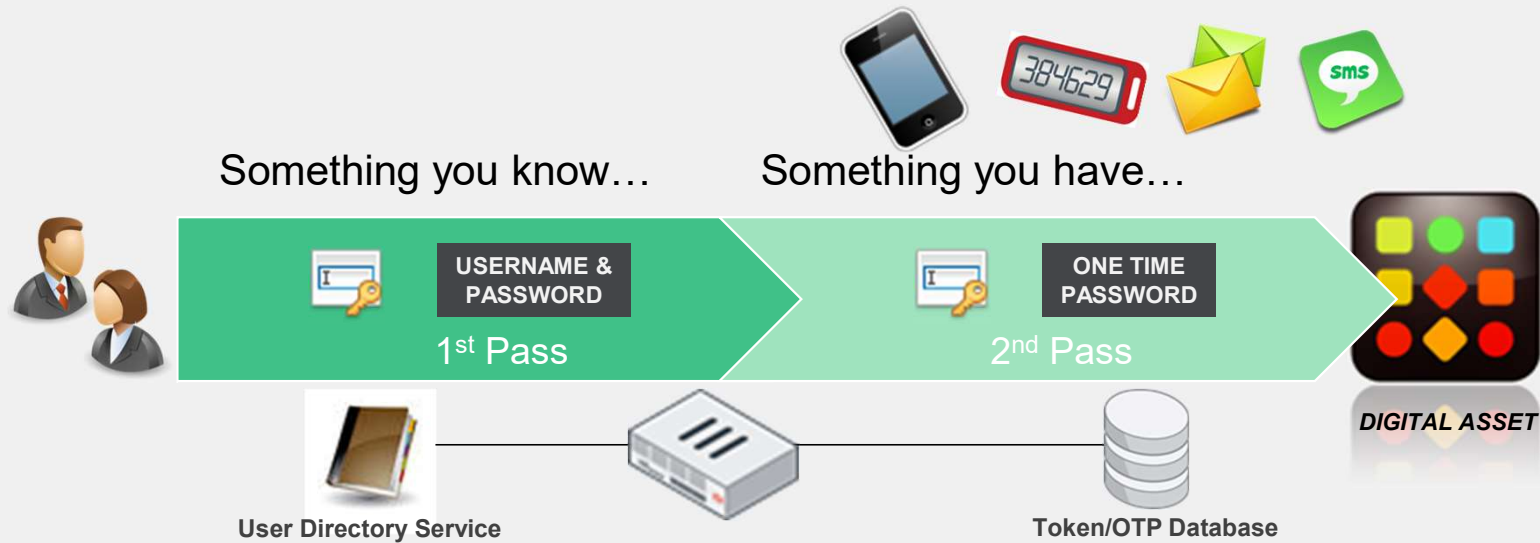 384629
sms
Something you know…
Something you have…
USERNAME &
PASSWORD
1st Pass
ONE TIME
PASSWORD
2nd Pass
DIGITAL ASSET
User Directory Service
Token/OTP Database